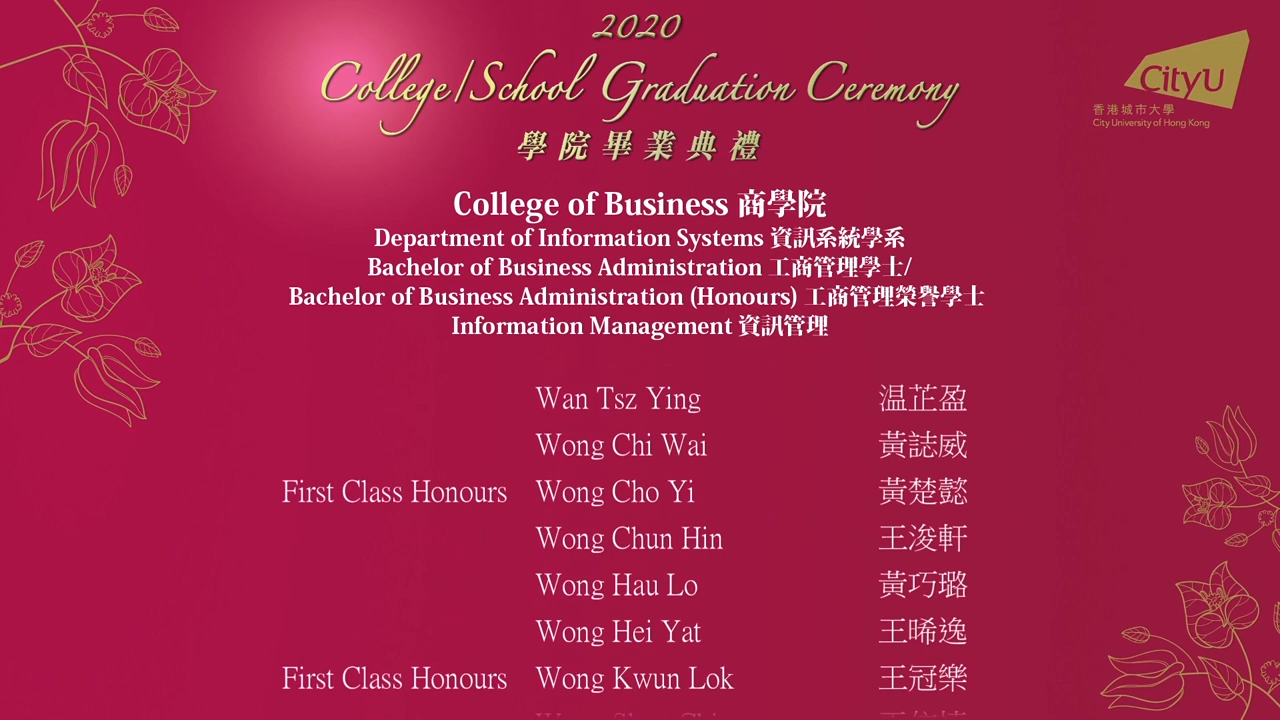 2020
College/School Graduation Ceremony
學院畢業典禮
CityU
香港城市大學
City University of Hong Kong
College of Business 商學院
Department of Information Systems 資訊系統學系
Bachelor of Business Administration 工商管理學士/
Bachelor of Business Administration (Honours) 工商管理榮譽學士
Information Management 資訊管理
Wan Tsz Ying 温芷盈
Wong Chi Wai 黃誌威
First Class Honours Wong Cho Yi 黃楚懿
Wong Chun Hin 王浚軒
Wong Hau Lo 黃巧璐
Wong Hei Yat 王晞逸
First Class Honours Wong Kwun Lok 王冠樂